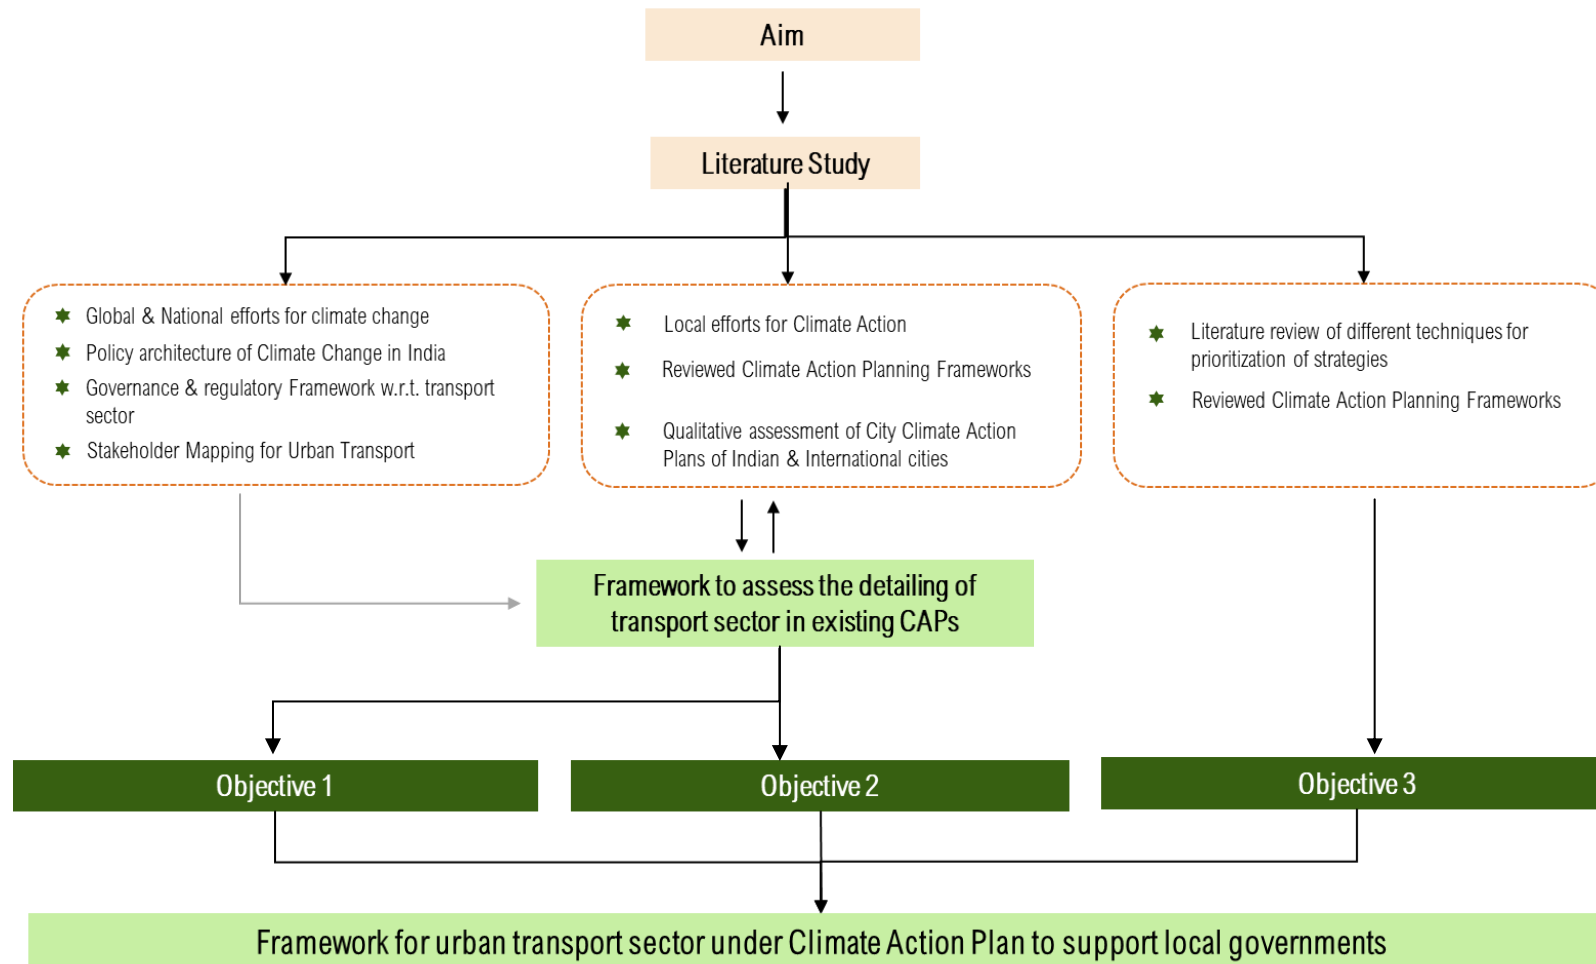 Aim
Literature Study
Global & National efforts for climate change
Policy architecture of Climate Change in India
Governance & regulatory Framework w.r.t. transport
sector
Stakeholder Mapping for Urban Transport
Local efforts for Climate Action
Reviewed Climate Action Planning Frameworks
Qualitative assessment of City Climate Action
Plans of Indian & International cities
Literature review of different techniques for
prioritization of strategies
Reviewed Climate Action Planning Frameworks
Framework to assess the detailing of
transport sector in existing CAPs
Objective 1
Objective 2
Objective 3
Framework for urban transport sector under Climate Action Plan to support local governments